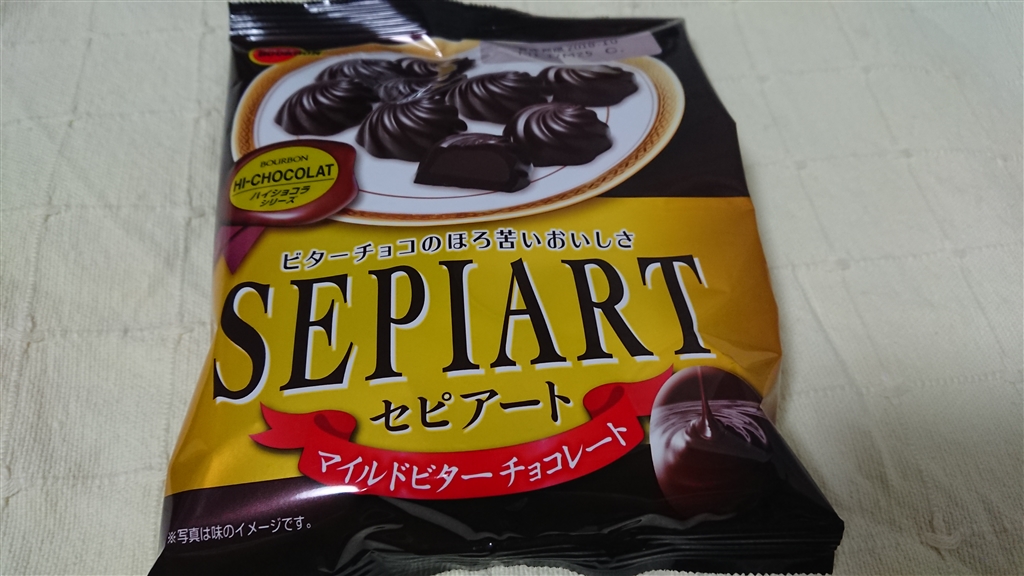 BOURBON
HI-CHOCOLAT
ハイショコラ
シリーズ
ビターチョコのほろ苦いおいしさ
SEPIART
セピアート
マイルドビターチョコレート
※写真は味のイメージです。